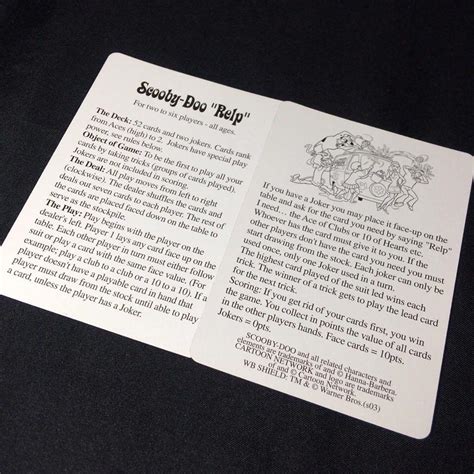 Scooby-Doo "Relp"
For two to six players - all ages.
The Deck: 52 cards and two jokers. Cards rank
from Aces (high) to 2. Jokers have special play
power, see rules below.
Object of Game: To be the first to play all your
cards by taking tricks (groups of cards played).
Jokers are not included in scoring.
The Deal: All play moves from left to right
(clockwise). The dealer shuffles the cards and
deals out seven cards to each player. The rest of
the cards are placed faced down on the table to
serve as the stockpile.
The Play: Play begins with the player on the
dealer's left. Player 1 lays any card face up on the
table. Each other player in turn must either follow
suit or play a card with the same face value. (For
example, play a club to a club or a 10 to a 10). If a
player doesn't have a playable card in hand that
player must draw from the stock until able to play
a card, unless the player has a Joker.
If you have a Joker you may place it face-up on the
table and ask for the card you need by saying "Relp"
I need… the Ace of Clubs or 10 of Hearts etc.
Whoever has the card must give it to you. If the
other players don't have the card you need you must
start drawing from the stock. Each Joker can only be
used once, only one Joker used in a turn.
The highest card played of the suit led wins each
trick. The winner of a trick gets to play the lead card
for the next trick.
Scoring: If you get rid of your cards first, you win
the game. You collect in points the value of all cards
in the other players hands. Face cards = 10pts.
Jokers = 0pts.
SCOOBY-DOO and all related characters and
elements are trademarks of and © Hanna-Barbera.
CARTOON NETWORK and logo are trademarks
of and © Cartoon Network.
WB SHIELD: TM & © Warner Bros.(s03)